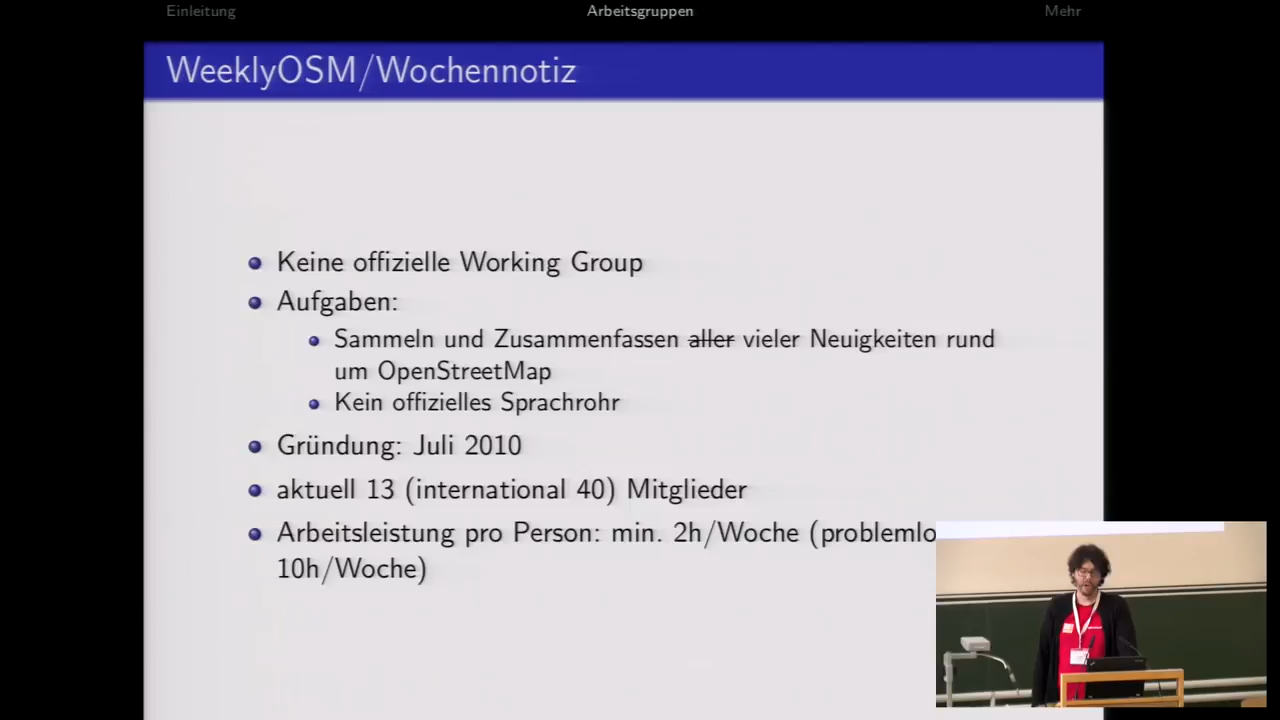 Einleitung Arbeitsgruppen Mehr
WeeklyOSM/Wochennotiz
Keine offizielle Working Group
Aufgaben:
Sammeln und Zusammenfassen aller vieler Neuigkeiten rund
um OpenStreetMap
Kein offizielles Sprachrohr
Gründung: Juli 2010
aktuell 13 (international 40) Mitglieder
Arbeitsleistung pro Person: min. 2h/Woche (problemlo
10h/Woche)